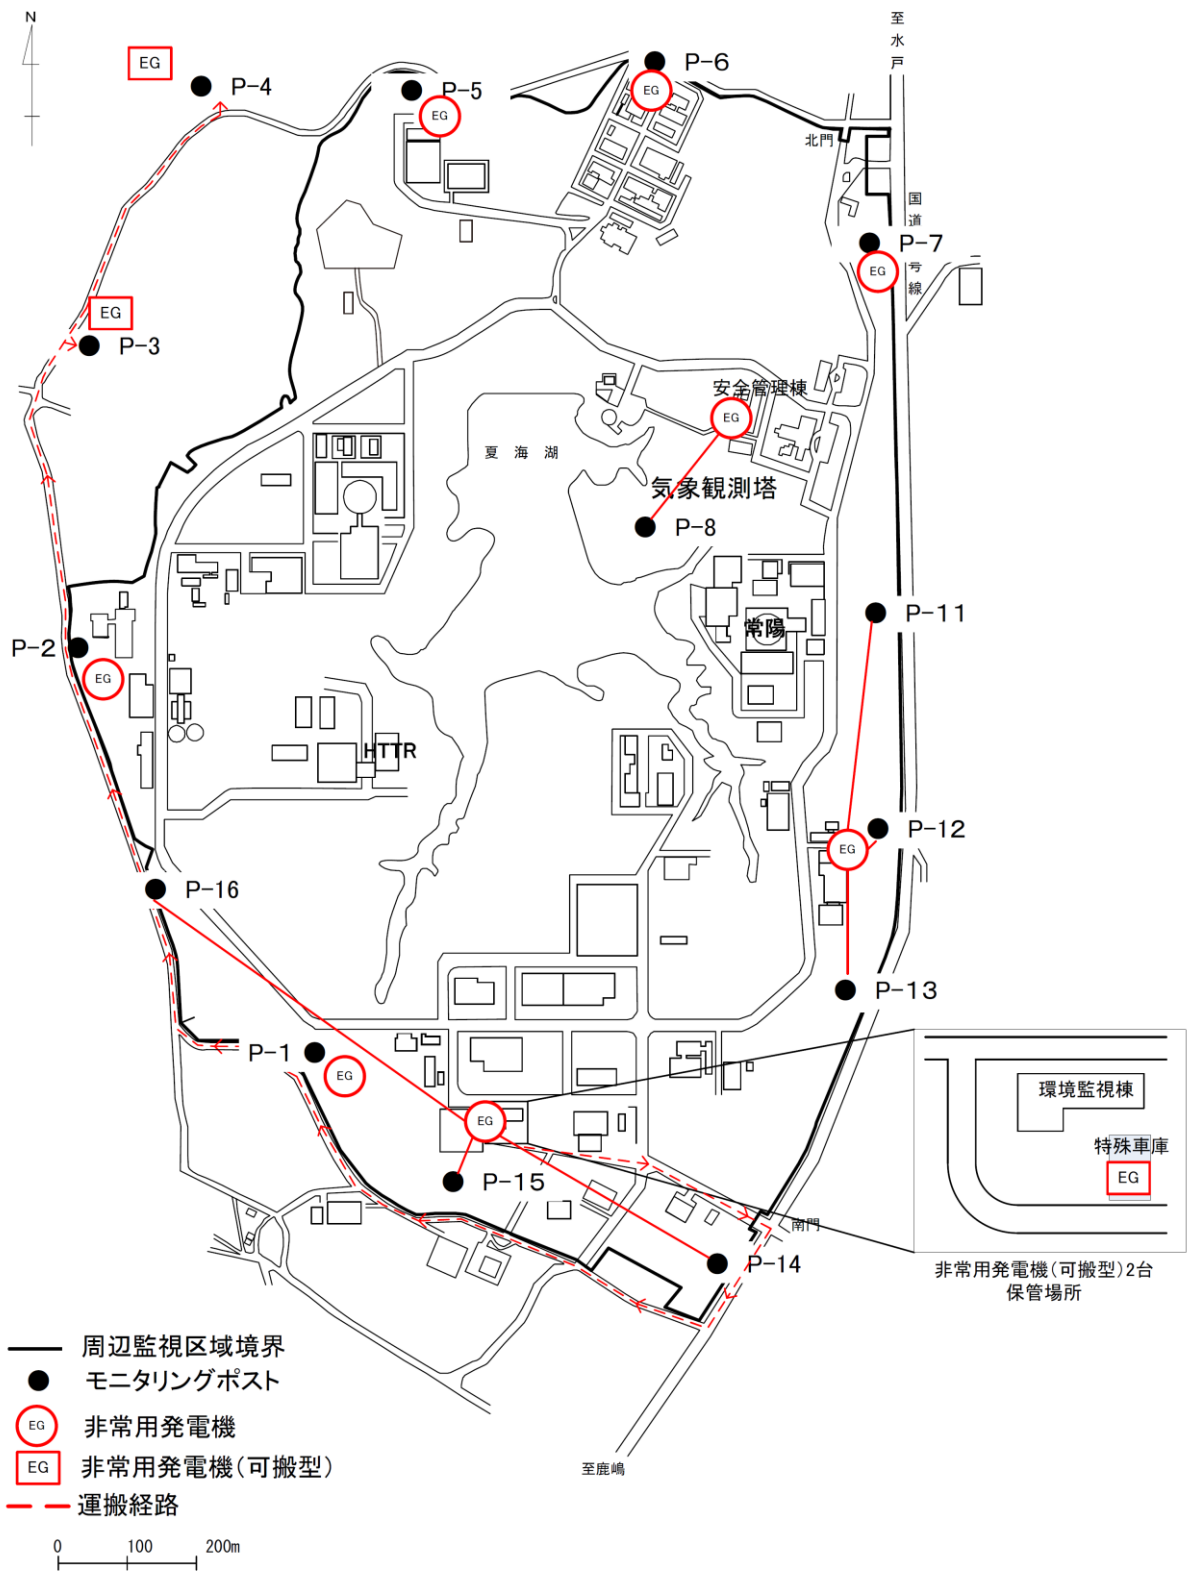 N
至水戸
EG
P-4
P-5
EG
P-6
EG
北門
国道
号線
P-7
EG
EG
P-3
安全管理棟
EG
夏海湖
気象観測塔
P-8
P-11
常陽
P-2
EG
HTTR
P-12
EG
P-16
P-13
P-1
EG
EG
P-15
環境監視棟
特殊車庫
EG
南門
P-14
非常用発電機(可搬型)2台
保管場所
周辺監視区域境界
モニタリングポスト
EG 非常用発電機
EG 非常用発電機(可搬型)
運搬経路
至鹿嶋
0 100 200m